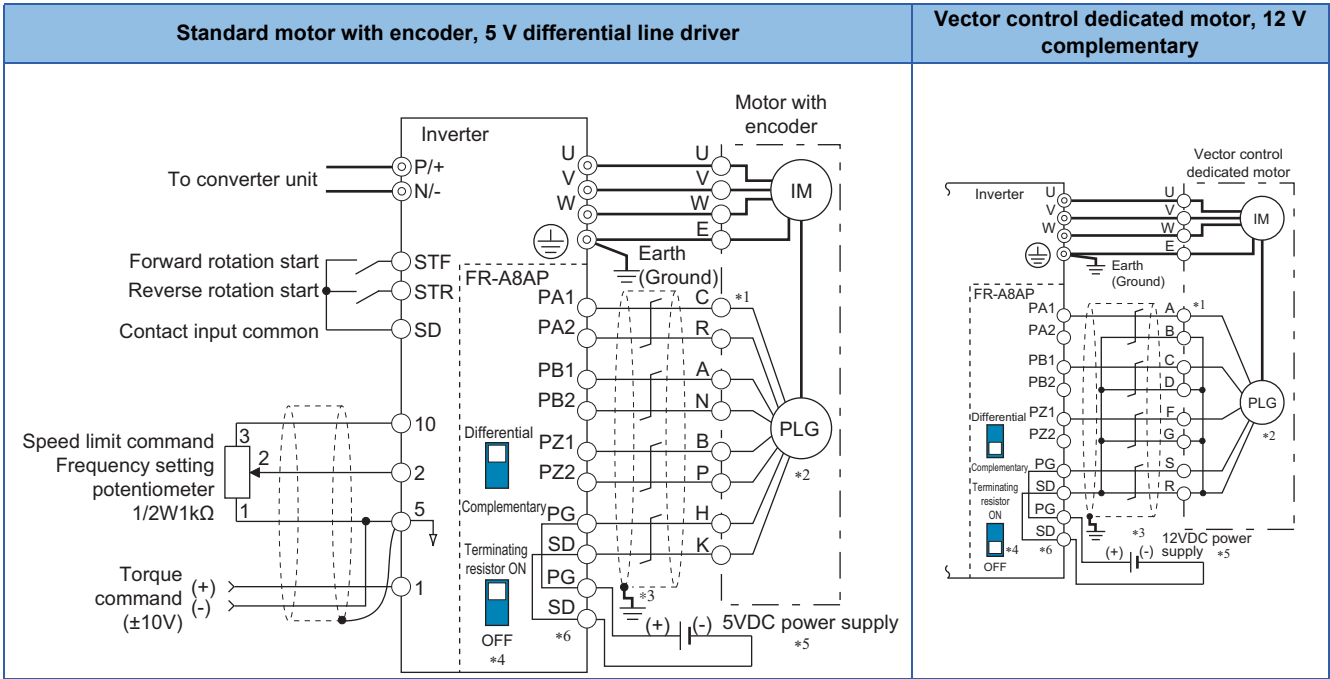 Standard motor with encoder, 5 V differential line driver
Vector control dedicated motor, 12 V
complementary
Motor with
encoder
Inverter
To converter unit
P/+
N/-
U
V
W
U
V
W
E
IM
Earth
(Ground)
Forward rotation start
Reverse rotation start
Contact input common
STF
STR
SD
FR-A8AP
PA1
PA2
PB1
PB2
PZ1
PZ2
PG
SD
PG
SD
C
R
A
N
B
P
H
K
*1
PLG
*2
Differential
Complementary
Terminating
resistor ON
OFF
*4
*6
*3
(+)
(-)
5VDC power supply
*5
Speed limit command
Frequency setting
potentiometer
1/2W1kΩ
3
2
1
10
2
5
1
Torque
command
(±10V)
(+)
(-)
Vector control
dedicated motor
Inverter
U
V
W
U
V
W
E
IM
Earth
(Ground)
FR-A8AP
PA1
PA2
PB1
PB2
PZ1
PZ2
PG
SD
PG
SD
A
B
C
D
F
G
S
R
*1
PLG
*2
Differential
Complementary
Terminating
resistor
ON
*4
OFF
*6
*3
(+)
(-)
12VDC power
supply
*5